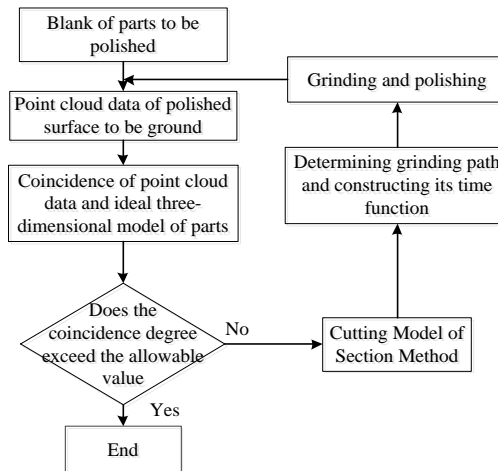 Blank of parts to be
polished
Grinding and polishing
Point cloud data of polished
surface to be ground
Determining grinding path
and constructing its time
function
Coincidence of point cloud
data and ideal three-
dimensional model of parts
Does the
coincidence degree
exceed the allowable
value
No
Cutting Model of
Section Method
Yes
End